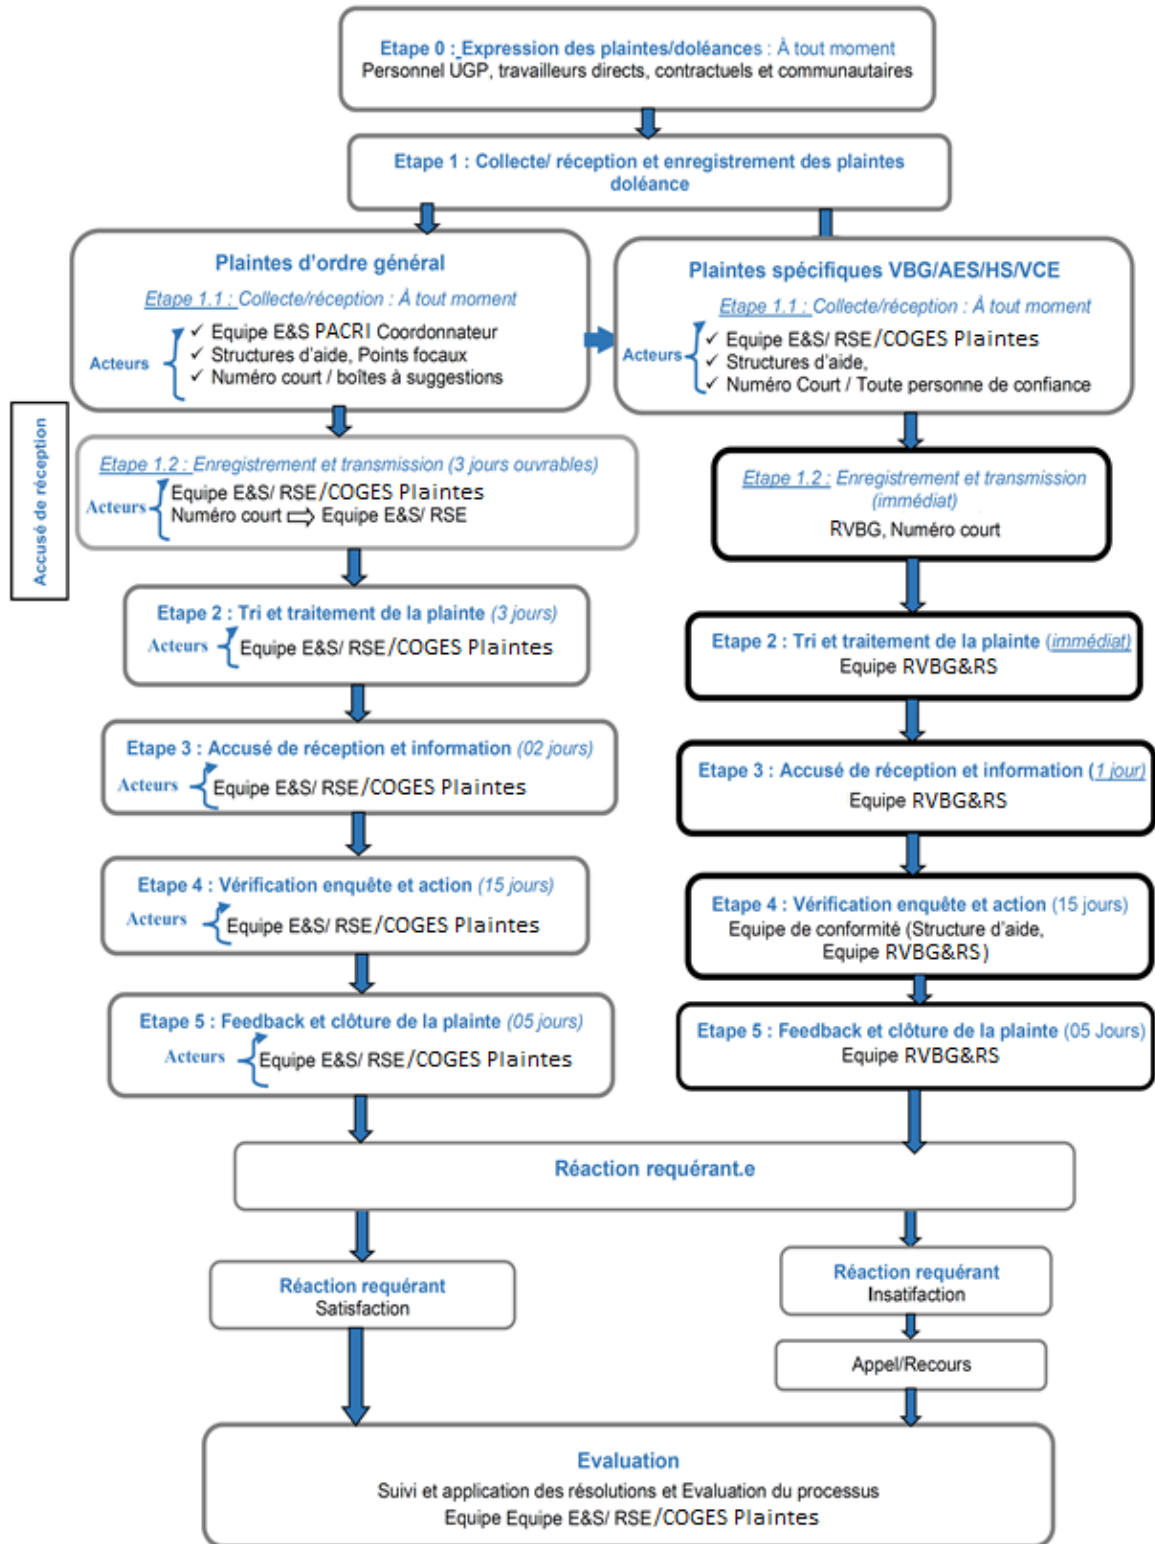 Etape 0 : Expression des plaintes/doléances : À tout moment
Personnel UGP, travailleurs directs, contractuels et communautaires
Etape 1 : Collecte/ réception et enregistrement des plaintes
doléance
Plaintes d'ordre général
Etape 1.1 : Collecte/réception : À tout moment
Acteurs
✓ Equipe E&S PACRI Coordonnateur
✓ Structures d'aide, Points focaux
✓ Numéro court / boîtes à suggestions
Plaintes spécifiques VBG/AES/HS/VCE
Etape 1.1 : Collecte/réception : À tout moment
Acteurs
✓ Equipe E&S/ RSE/COGES Plaintes
✓ Structures d'aide,
✓ Numéro Court / Toute personne de confiance
Accusé de réception
Etape 1.2 : Enregistrement et transmission (3 jours ouvrables)
Acteurs
Equipe E&S/ RSE/COGES Plaintes
Numéro court ⇨ Equipe E&S/ RSE
Etape 1.2 : Enregistrement et transmission
(immédiat)
RVBG, Numéro court
Etape 2 : Tri et traitement de la plainte (3 jours)
Acteurs
Equipe E&S/ RSE/COGES Plaintes
Etape 2 : Tri et traitement de la plainte (immédiat)
Equipe RVBG&RS
Etape 3 : Accusé de réception et information (02 jours)
Acteurs
Equipe E&S/ RSE/COGES Plaintes
Etape 3 : Accusé de réception et information (1 jour)
Equipe RVBG&RS
Etape 4 : Vérification enquête et action (15 jours)
Acteurs
Equipe E&S/ RSE/COGES Plaintes
Etape 4 : Vérification enquête et action (15 jours)
Equipe de conformité (Structure d'aide,
Equipe RVBG&RS)
Etape 5 : Feedback et clôture de la plainte (05 jours)
Acteurs
Equipe E&S/ RSE/COGES Plaintes
Etape 5 : Feedback et clôture de la plainte (05 Jours)
Equipe RVBG&RS
Réaction requérant.e
Réaction requérant
Satisfaction
Réaction requérant
Insatifaction
Appel/Recours
Evaluation
Suivi et application des résolutions et Evaluation du processus
Equipe Equipe E&S/ RSE/COGES Plaintes